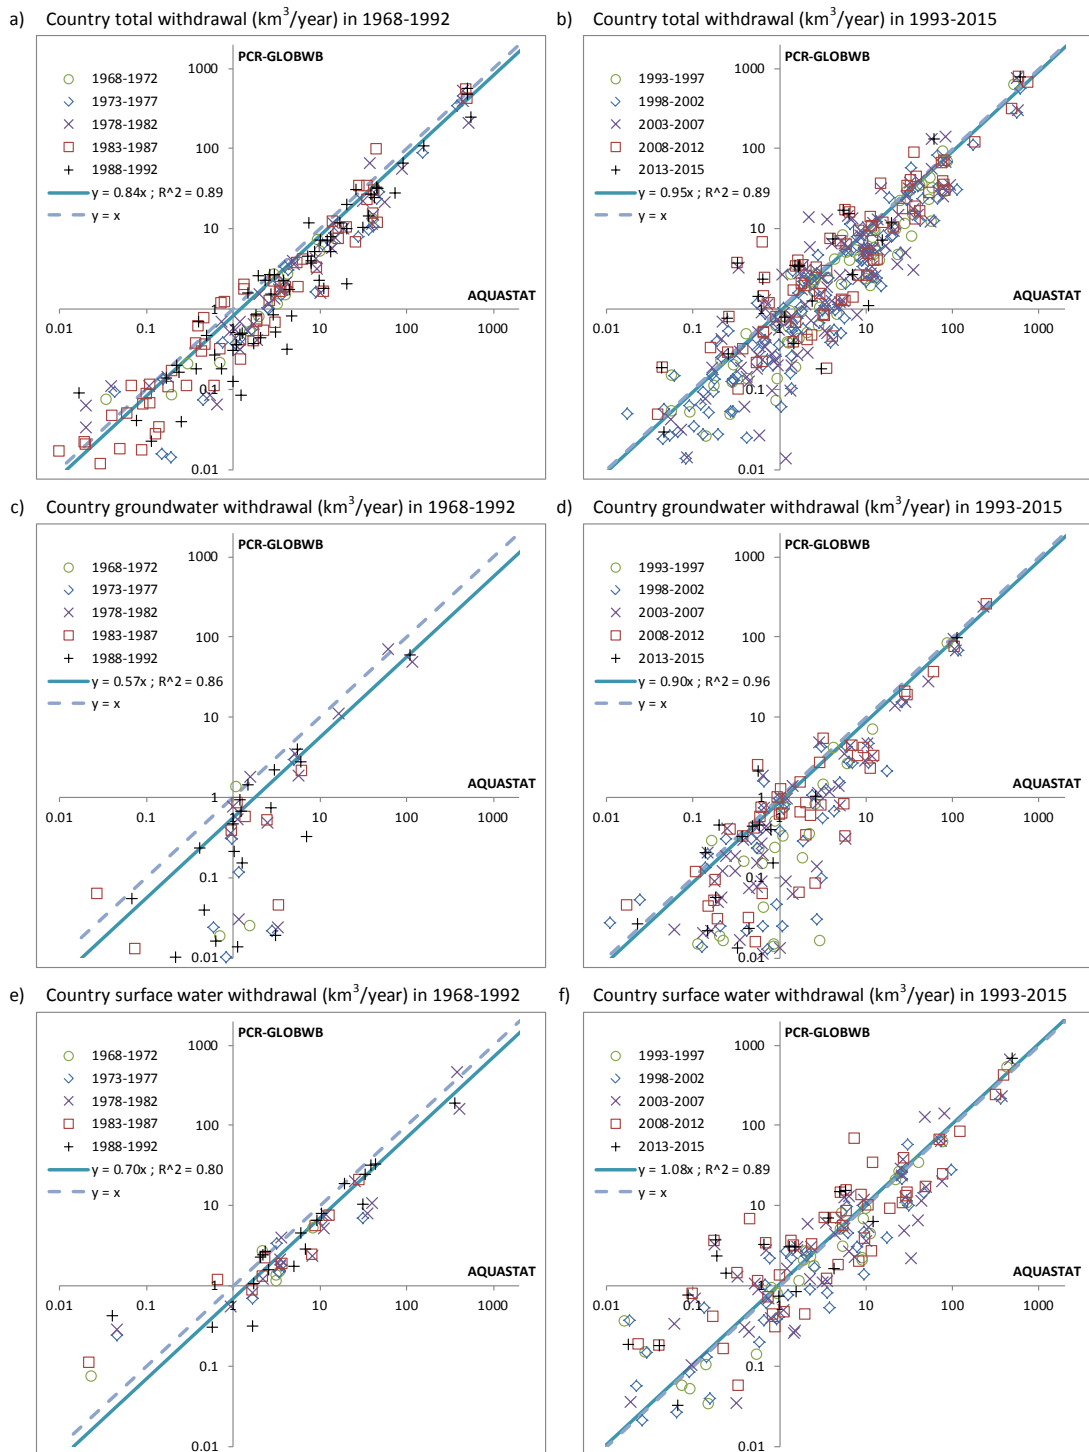 a) Country total withdrawal (km³/year) in 1968-1992
PCR-GLOBWB
1000
1968-1972
1973-1977
1978-1982
100
1983-1987
1988-1992
y = 0.84x ; R^2 = 0.89
y = x
10
AQUASTAT
1
0.01 0.1 1 10 100 1000
0.1
0.01
b) Country total withdrawal (km³/year) in 1993-2015
PCR-GLOBWB
1000
1993-1997
1998-2002
2003-2007
100
2008-2012
2013-2015
y = 0.95x ; R^2 = 0.89
y = x
10
AQUASTAT
1
0.01 0.1 1 10 100 1000
0.1
0.01
c) Country groundwater withdrawal (km³/year) in 1968-1992
PCR-GLOBWB
1000
1968-1972
1973-1977
1978-1982
100
1983-1987
1988-1992
y = 0.57x ; R^2 = 0.86
y = x
10
AQUASTAT
1
0.01 0.1 1 10 100 1000
0.1
0.01
d) Country groundwater withdrawal (km³/year) in 1993-2015
PCR-GLOBWB
1000
1993-1997
1998-2002
2003-2007
100
2008-2012
2013-2015
y = 0.90x ; R^2 = 0.96
y = x
10
AQUASTAT
1
0.01 0.1 1 10 100 1000
0.1
0.01
e) Country surface water withdrawal (km³/year) in 1968-1992
PCR-GLOBWB
1000
1968-1972
1973-1977
1978-1982
100
1983-1987
1988-1992
y = 0.70x ; R^2 = 0.80
y = x
10
AQUASTAT
1
0.01 0.1 1 10 100 1000
0.1
0.01
f) Country surface water withdrawal (km³/year) in 1993-2015
PCR-GLOBWB
1000
1993-1997
1998-2002
2003-2007
100
2008-2012
2013-2015
y = 1.08x ; R^2 = 0.89
y = x
10
AQUASTAT
1
0.01 0.1 1 10 100 1000
0.1
0.01